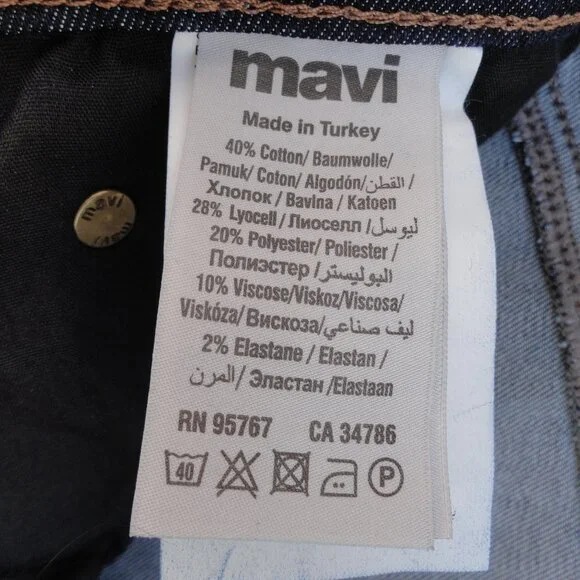 mavi
Made in Turkey
40% Cotton/ Baumwolle/
Pamuk/ Coton/ Algodón/القطن /
Хлопок / Bavlna / Katoen
28% Lyocell / Лиоселл /ليوسل/
20% Polyester/ Poliester /
Полиэстер /البوليستر/
10% Viscose/Viskoz/Viscosa/
Viskóza/Вискоза/ليف صناعي/
2% Elastane / Elastan /
المرن/ Эластан /Elastaan
RN 95767 CA 34786
40 P
mavi